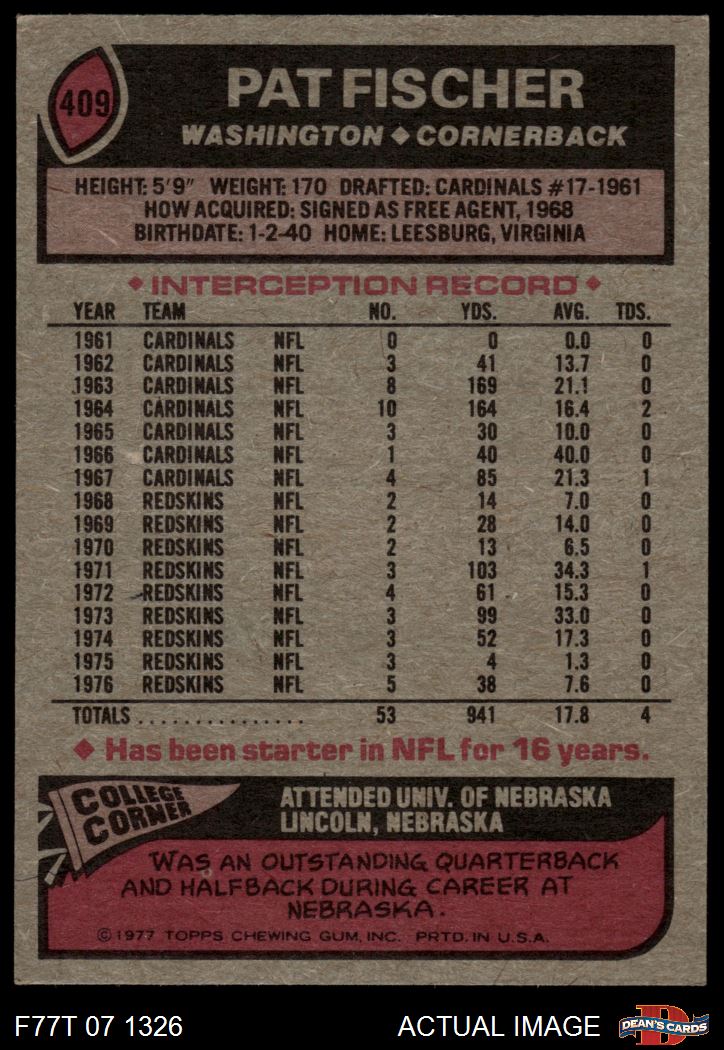 409
PAT FISCHER
WASHINGTON ◆ CORNERBACK
HEIGHT: 5'9" WEIGHT: 170 DRAFTED: CARDINALS #17-1961
HOW ACQUIRED: SIGNED AS FREE AGENT, 1968
BIRTHDATE: 1-2-40 HOME: LEESBURG, VIRGINIA
◆ INTERCEPTION RECORD ◆
YEAR TEAM NO. YDS. AVG. TDS.
1961 CARDINALS NFL 0 0 0.0 0
1962 CARDINALS NFL 3 41 13.7 0
1963 CARDINALS NFL 8 169 21.1 0
1964 CARDINALS NFL 10 164 16.4 2
1965 CARDINALS NFL 3 30 10.0 0
1966 CARDINALS NFL 1 40 40.0 0
1967 CARDINALS NFL 4 85 21.3 1
1968 REDSKINS NFL 2 14 7.0 0
1969 REDSKINS NFL 2 28 14.0 0
1970 REDSKINS NFL 2 13 6.5 0
1971 REDSKINS NFL 3 103 34.3 1
1972 REDSKINS NFL 4 61 15.3 0
1973 REDSKINS NFL 3 99 33.0 0
1974 REDSKINS NFL 3 52 17.3 0
1975 REDSKINS NFL 3 4 1.3 0
1976 REDSKINS NFL 5 38 7.6 0
TOTALS ................ 53 941 17.8 4
◆ Has been starter in NFL for 16 years.
COLLEGE
CORNER
ATTENDED UNIV. OF NEBRASKA
LINCOLN, NEBRASKA
WAS AN OUTSTANDING QUARTERBACK
AND HALFBACK DURING CAREER AT
NEBRASKA.
©1977 TOPPS CHEWING GUM, INC. PRTD. IN U.S.A.
F77T 07 1326 ACTUAL IMAGE
D
DEAN'S CARDS